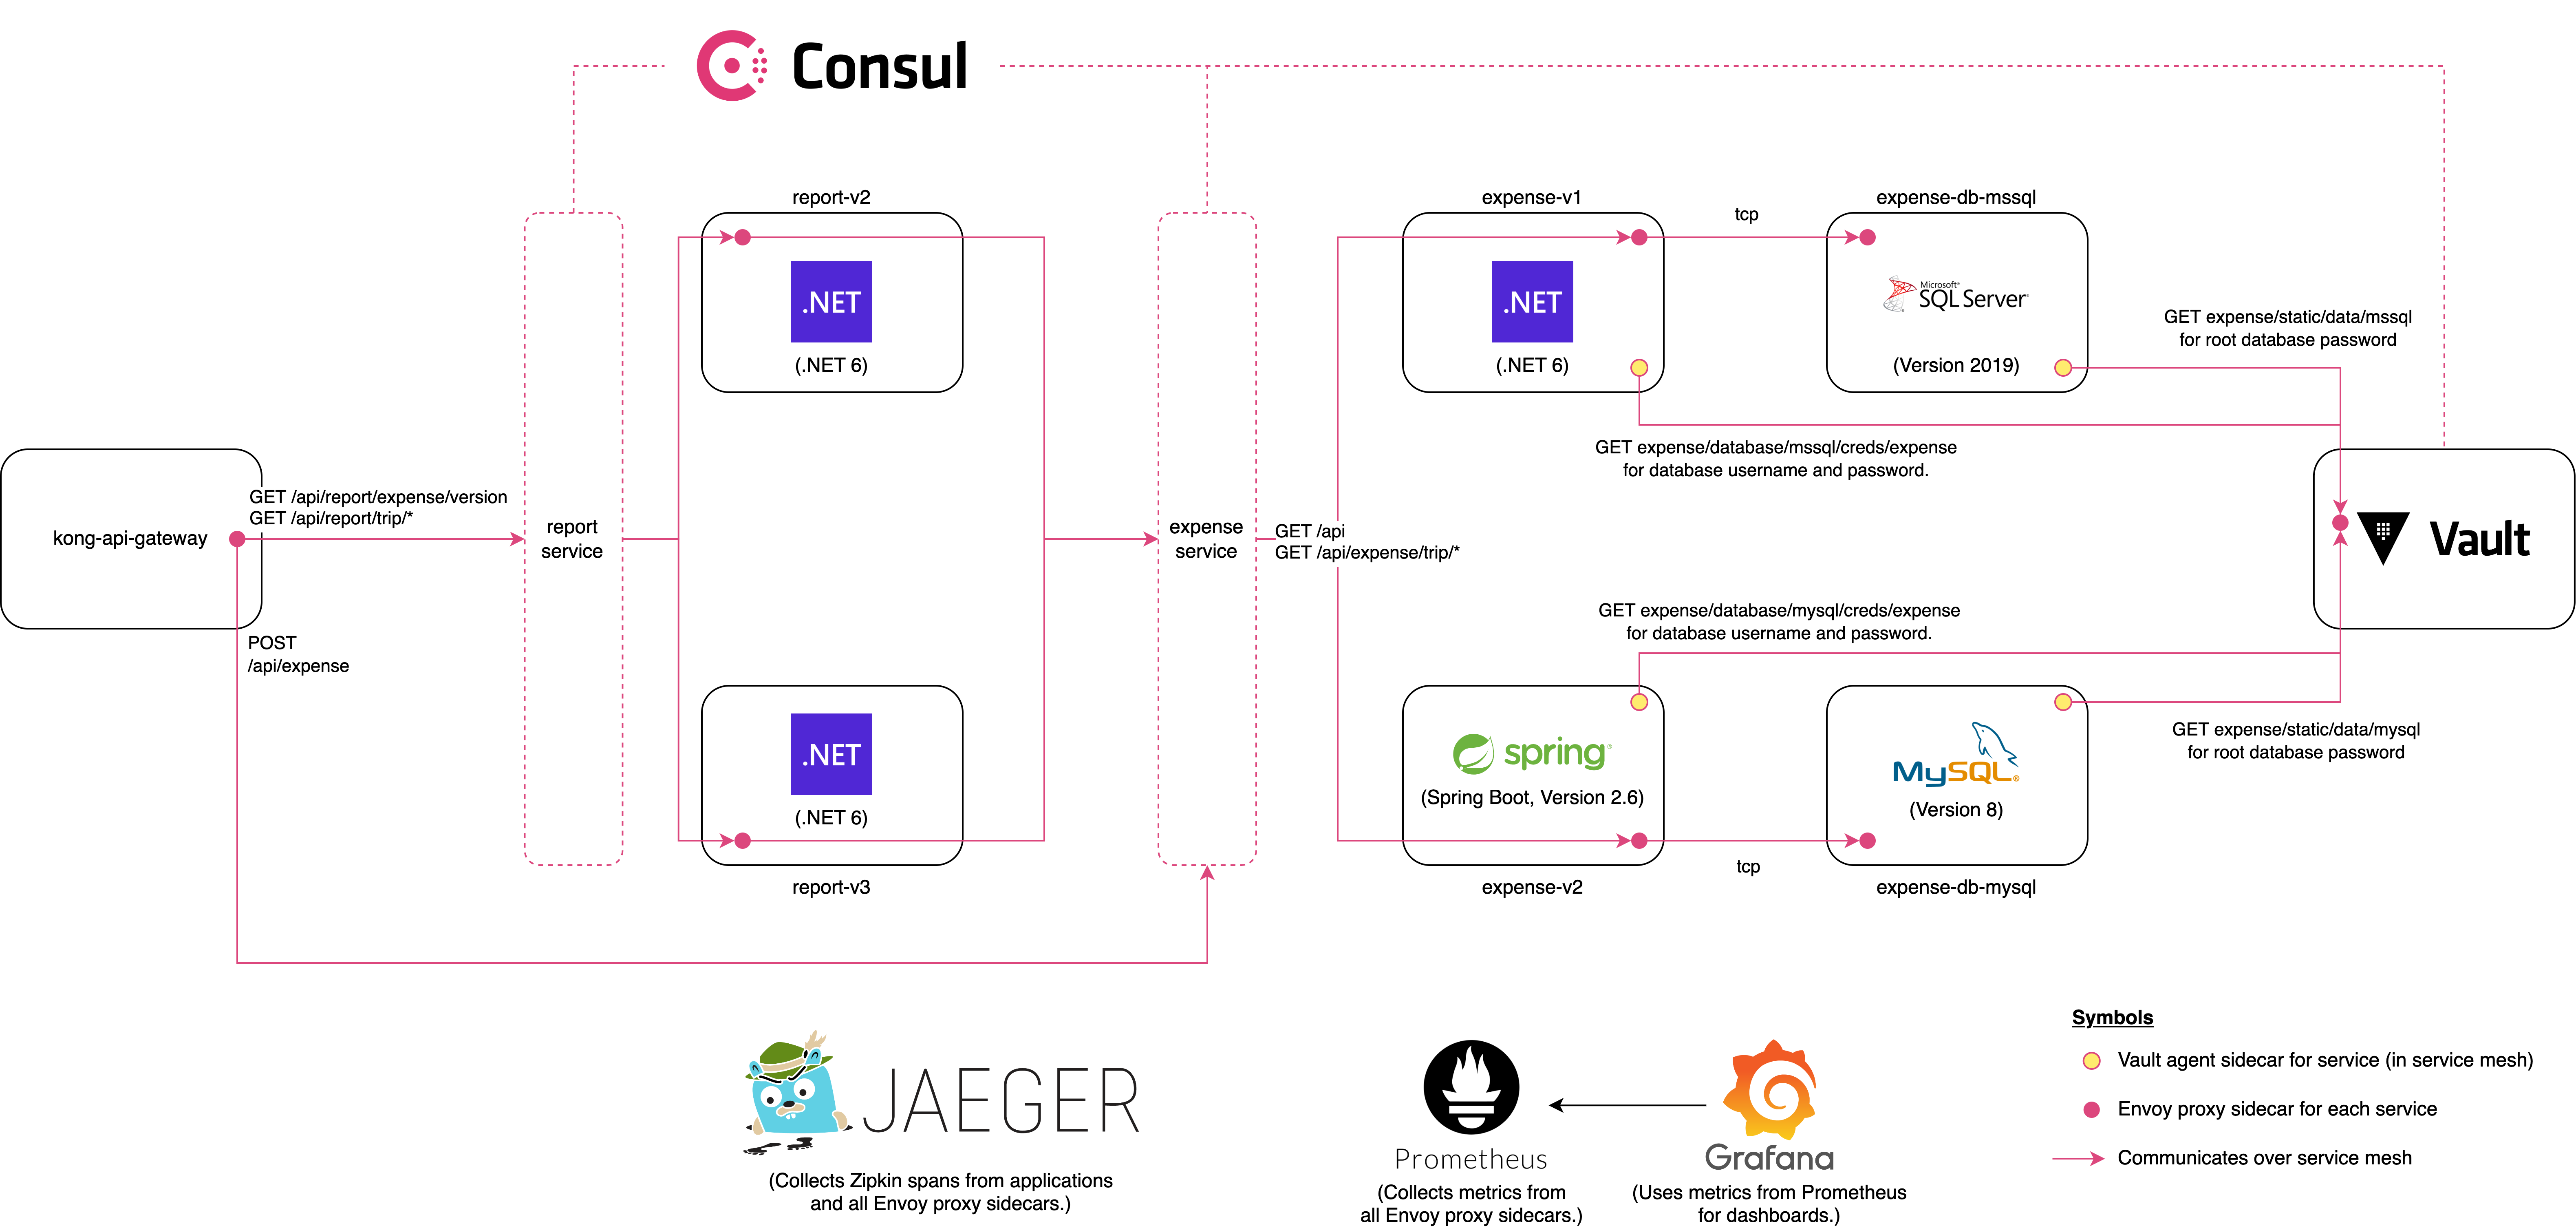 Consul
report-v2
expense-v1
expense-db-mssql
tcp
.NET
(.NET 6)
.NET
(.NET 6)
Microsoft®
SQL Server®
(Version 2019)
GET expense/static/data/mssql
for root database password
GET expense/database/mssql/creds/expense
for database username and password.
kong-api-gateway
GET /api/report/expense/version
GET /api/report/trip/*
report
service
expense
service
GET /api
GET /api/expense/trip/*
Vault
POST
/api/expense
GET expense/database/mysql/creds/expense
for database username and password.
.NET
(.NET 6)
report-v3
spring®
(Spring Boot, Version 2.6)
expense-v2
tcp
MySQL®
(Version 8)
expense-db-mysql
GET expense/static/data/mysql
for root database password
JAEGER
(Collects Zipkin spans from applications
and all Envoy proxy sidecars.)
Prometheus
(Collects metrics from
all Envoy proxy sidecars.)
Grafana
(Uses metrics from Prometheus
for dashboards.)
Symbols
Vault agent sidecar for service (in service mesh)
Envoy proxy sidecar for each service
Communicates over service mesh